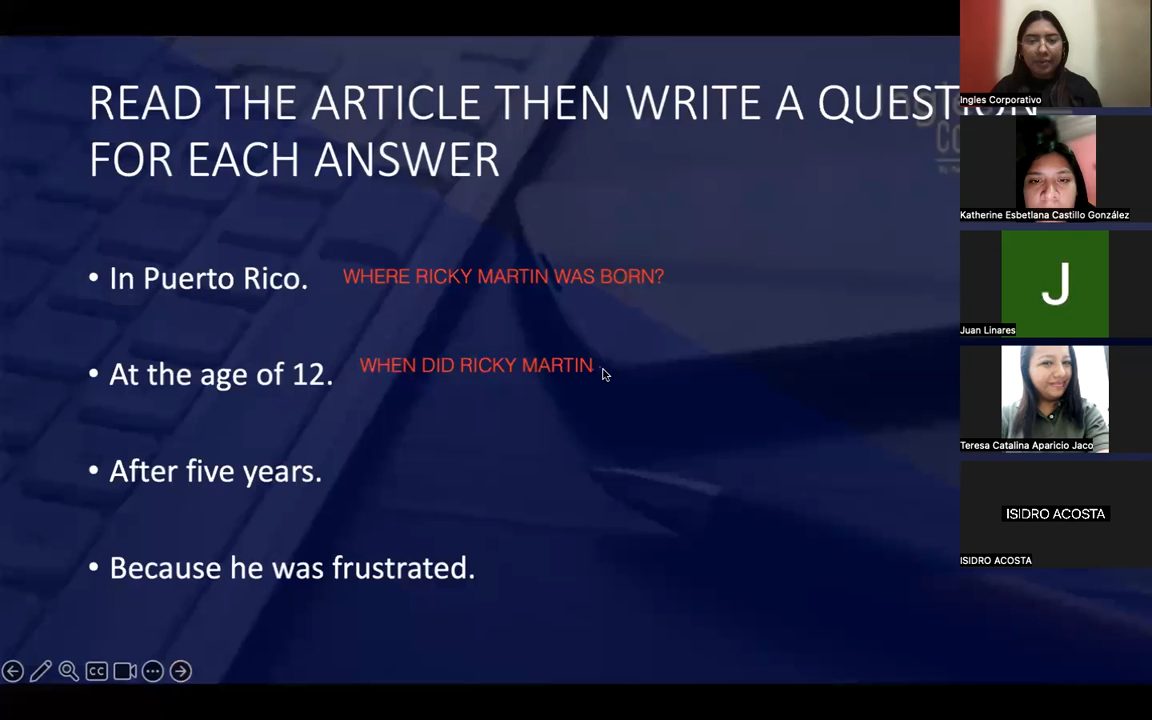 READ THE ARTICLE THEN WRITE A QUESTION
FOR EACH ANSWER
• In Puerto Rico.
WHERE RICKY MARTIN WAS BORN?
• At the age of 12.
WHEN DID RICKY MARTIN
• After five years.
• Because he was frustrated.
CC
Ingles Corporativo
Katherine Esbetlana Castillo González
J
Juan Linares
Teresa Catalina Aparicio Jaco
ISIDRO ACOSTA
ISIDRO ACOSTA